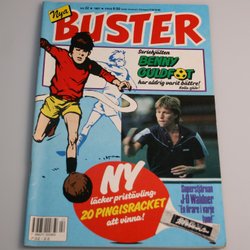 Nya
BUSTER
Seriehjälten
BENNY
GULDFOT
har aldrig varit bättre!
NY
läcker pristävling:
20 PINGISRACKET
att vinna!
Superstjärnan
J-O Waldner